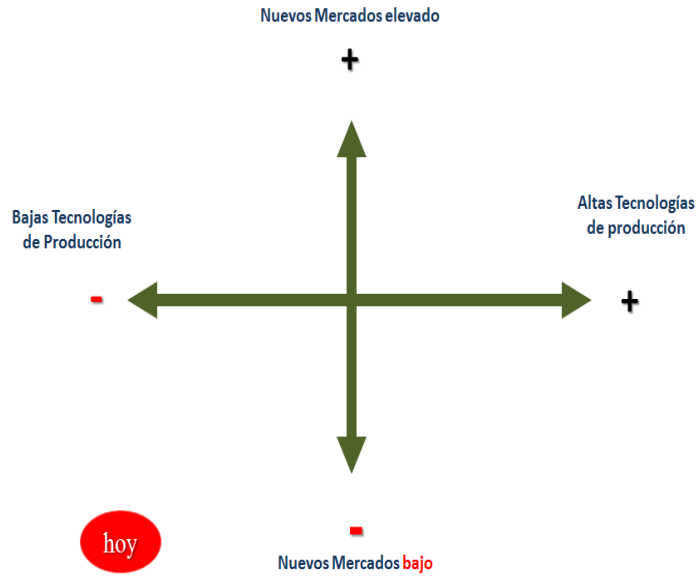 Nuevos Mercados elevado
+
Bajas Tecnologías
de Producción
Altas Tecnologías
de producción
-
+
hoy
-
Nuevos Mercados bajo